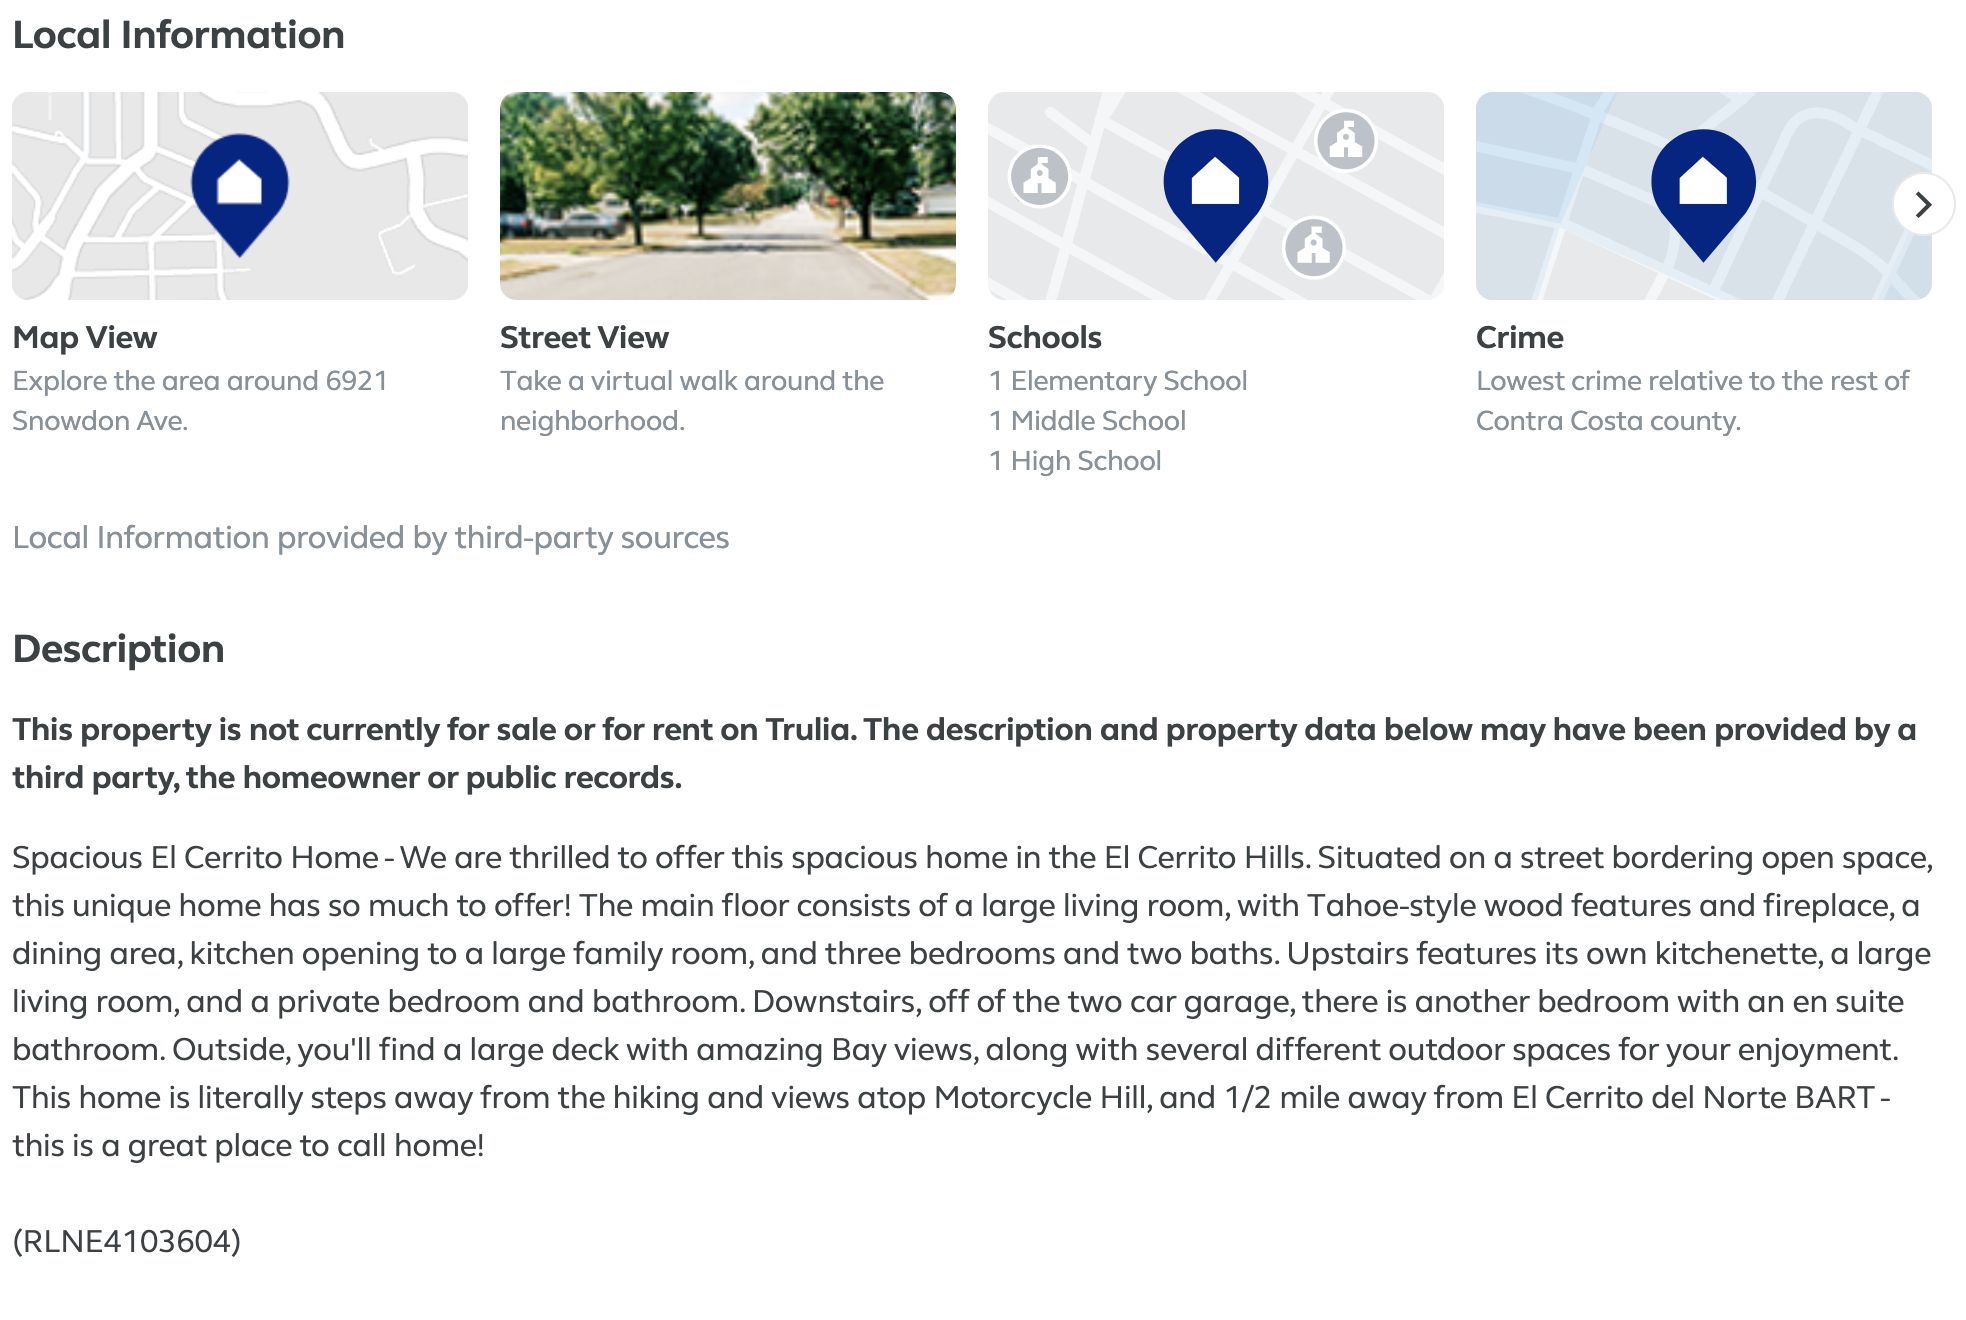 Local Information
Map View
Explore the area around 6921
Snowdon Ave.
Street View
Take a virtual walk around the
neighborhood.
Schools
1 Elementary School
1 Middle School
1 High School
Crime
Lowest crime relative to the rest of
Contra Costa county.
Local Information provided by third-party sources
Description
This property is not currently for sale or for rent on Trulia. The description and property data below may have been provided by a
third party, the homeowner or public records.
Spacious El Cerrito Home - We are thrilled to offer this spacious home in the El Cerrito Hills. Situated on a street bordering open space,
this unique home has so much to offer! The main floor consists of a large living room, with Tahoe-style wood features and fireplace, a
dining area, kitchen opening to a large family room, and three bedrooms and two baths. Upstairs features its own kitchenette, a large
living room, and a private bedroom and bathroom. Downstairs, off of the two car garage, there is another bedroom with an en suite
bathroom. Outside, you'll find a large deck with amazing Bay views, along with several different outdoor spaces for your enjoyment.
This home is literally steps away from the hiking and views atop Motorcycle Hill, and 1/2 mile away from El Cerrito del Norte BART -
this is a great place to call home!
(RLNE4103604)